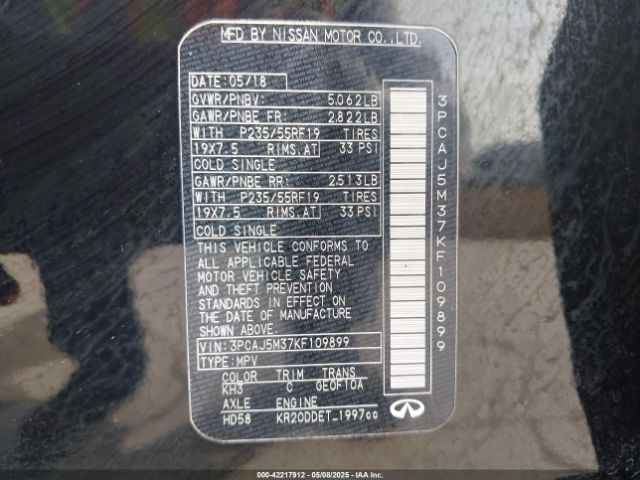 MFD BY NISSAN MOTOR CO.,LTD.
DATE:05/18
GVWR/PNBV: 5,062LB
GAWR/PNBE FR: 2,822LB
WITH P235/55RF19 TIRES
19X7.5 RIMS.AT 33 PSI
COLD SINGLE
GAWR/PNBE RR: 2,513LB
WITH P235/55RF19 TIRES
19X7.5 RIMS.AT 33 PSI
COLD SINGLE
THIS VEHICLE CONFORMS TO
ALL APPLICABLE FEDERAL
MOTOR VEHICLE SAFETY
AND THEFT PREVENTION
STANDARDS IN EFFECT ON
THE DATE OF MANUFACTURE
SHOWN ABOVE.
VIN:3PCAJ5M37KF109899
TYPE:MPV
COLOR TRIM TRANS
KH3 C GE0F10A
AXLE ENGINE
HD58 KR20DDET_1997cc
3PCAJ5M37KF109899
000-42217912 - 05/08/2025 - IAAI.COM